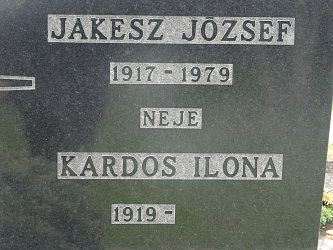 JAKESZ JÓZSEF
1917 - 1979
NEJE
KARDOS ILONA
1919 -